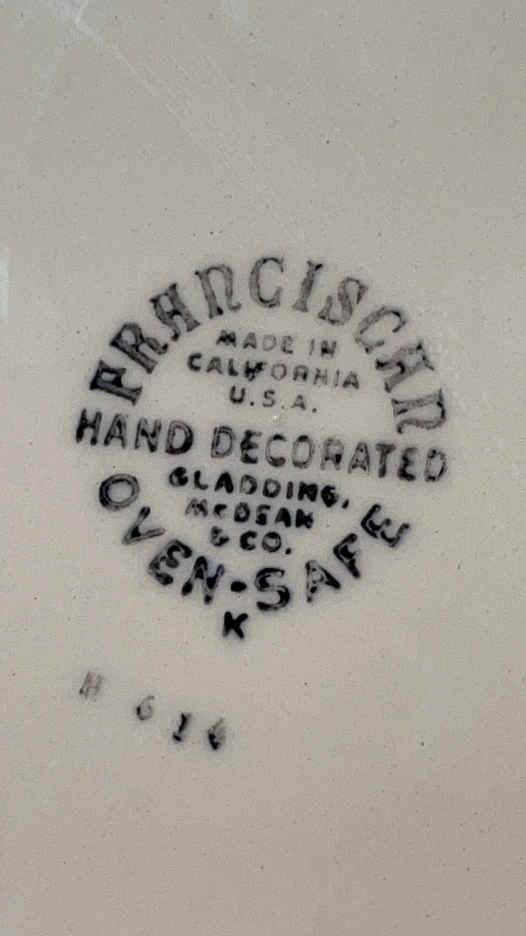 FRANCISCAN
MADE IN
CALIFORNIA
U.S.A.
HAND DECORATED
GLADDING,
McBEAN
& CO.
OVEN-SAFE
K